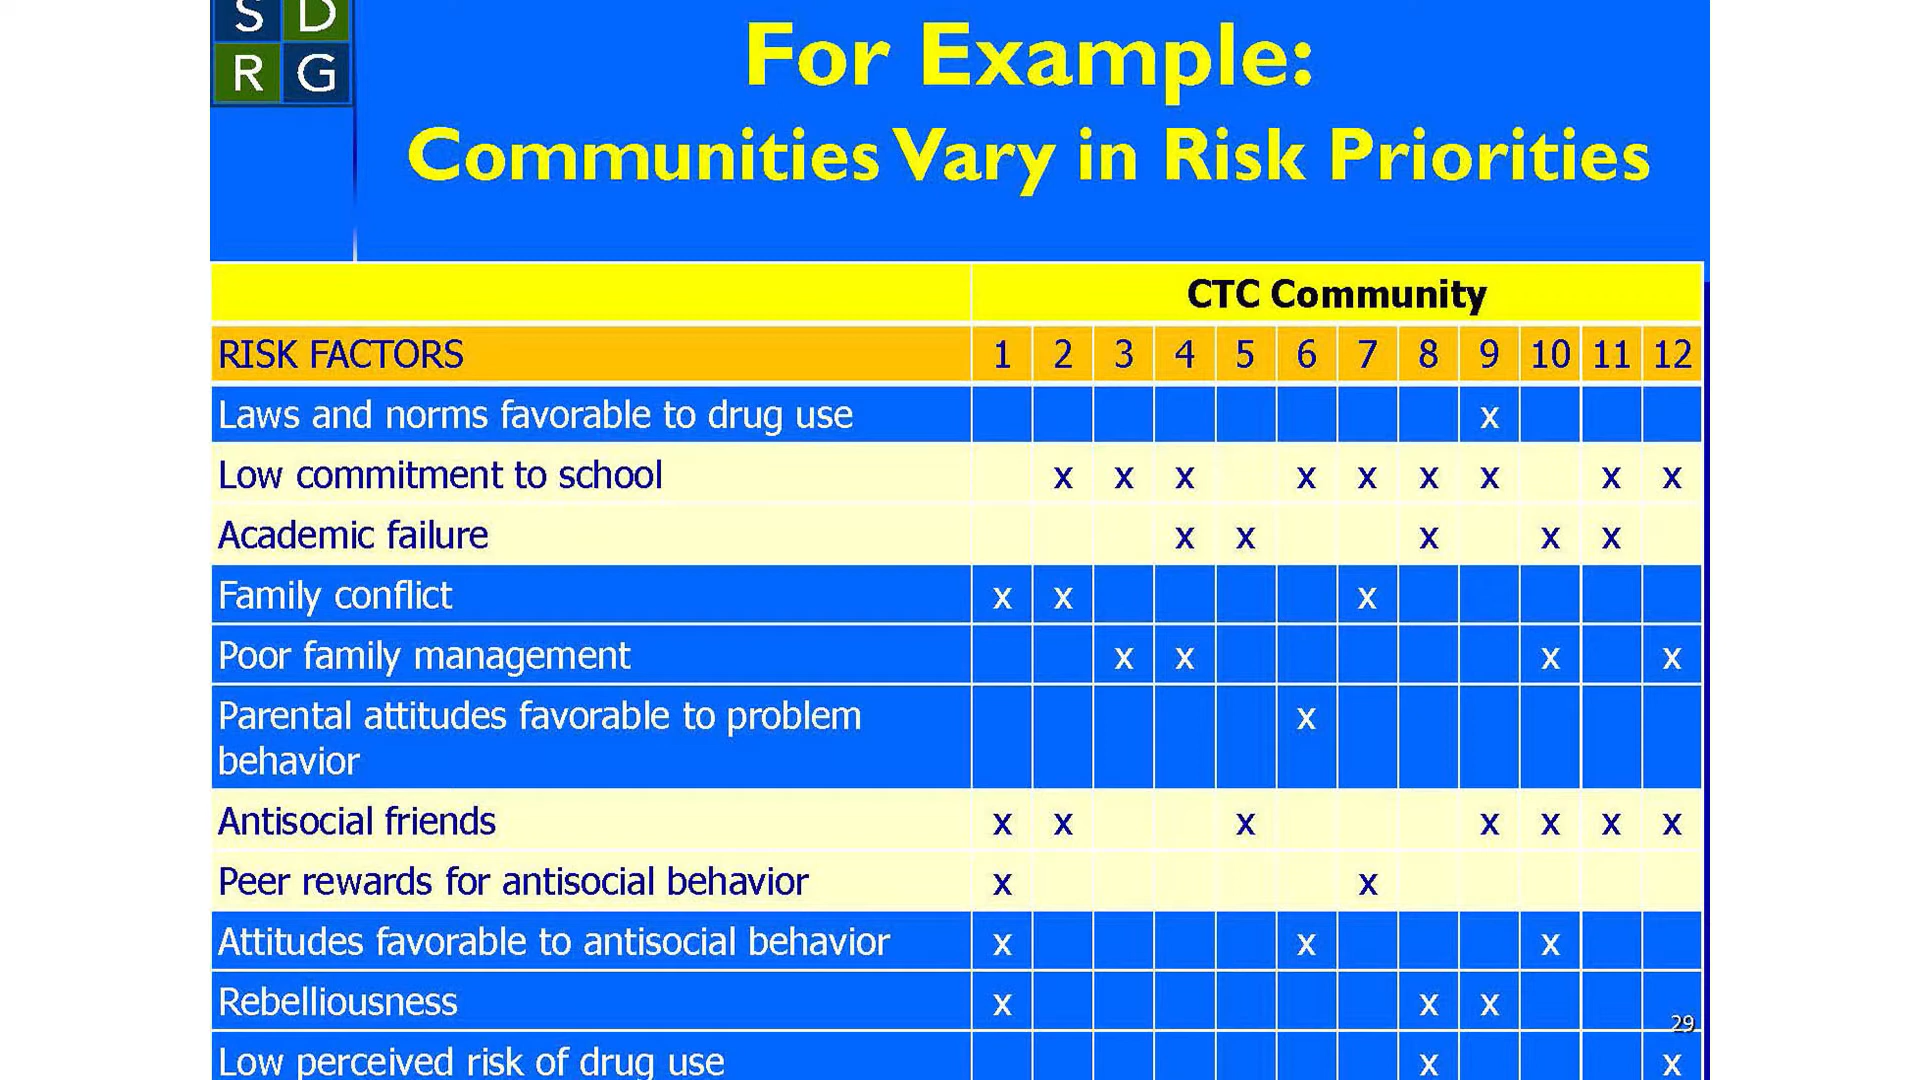 S D
R G
For Example:
Communities Vary in Risk Priorities
CTC Community
RISK FACTORS 1 2 3 4 5 6 7 8 9 10 11 12
Laws and norms favorable to drug use x
Low commitment to school x x x x x x x x x
Academic failure x x x x x
Family conflict x x x
Poor family management x x x x
Parental attitudes favorable to problem x
behavior
Antisocial friends x x x x x x x
Peer rewards for antisocial behavior x x
Attitudes favorable to antisocial behavior x x x
Rebelliousness x x x
29
Low perceived risk of drug use x x